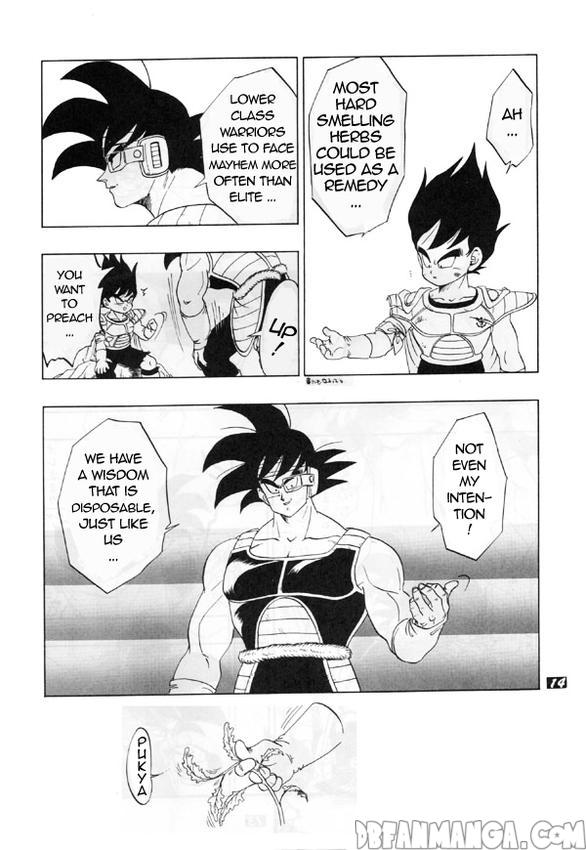 AH
...
MOST
HARD
SMELLING
HERBS
COULD BE
USED AS A
REMEDY
...
LOWER
CLASS
WARRIORS
USE TO FACE
MAYHEM MORE
OFTEN THAN
ELITE ...
UP
!
YOU
WANT
TO
PREACH
...
NOT
EVEN
MY
INTEN-
TION
!
WE HAVE
A WISDOM
THAT IS
DISPOSABLE,
JUST LIKE
US
...
14
PUKYA
DBFANMANGA.COM